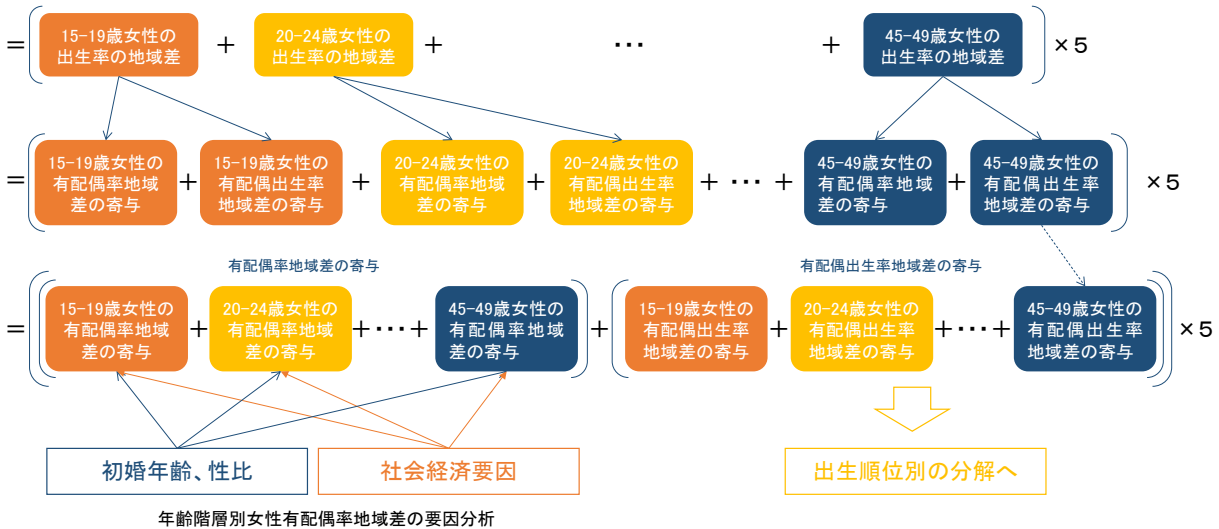 =
15-19歳女性の
出生率の地域差
+
20-24歳女性の
出生率の地域差
+
…
+
45-49歳女性の
出生率の地域差
×5
=
15-19歳女性の
有配偶率地域
差の寄与
+
15-19歳女性の
有配偶出生率
地域差の寄与
+
20-24歳女性の
有配偶率地域
差の寄与
+
20-24歳女性の
有配偶出生率
地域差の寄与
+
…
+
45-49歳女性の
有配偶率地域
差の寄与
+
45-49歳女性の
有配偶出生率
地域差の寄与
×5
有配偶率地域差の寄与
有配偶出生率地域差の寄与
=
15-19歳女性の
有配偶率地域
差の寄与
+
20-24歳女性の
有配偶率地域
差の寄与
+
…
+
45-49歳女性の
有配偶率地域
差の寄与
+
15-19歳女性の
有配偶出生率
地域差の寄与
+
20-24歳女性の
有配偶出生率
地域差の寄与
+
…
+
45-49歳女性の
有配偶出生率
地域差の寄与
×5
初婚年齢、性比
社会経済要因
出生順位別の分解へ
年齢階層別女性有配偶率地域差の要因分析